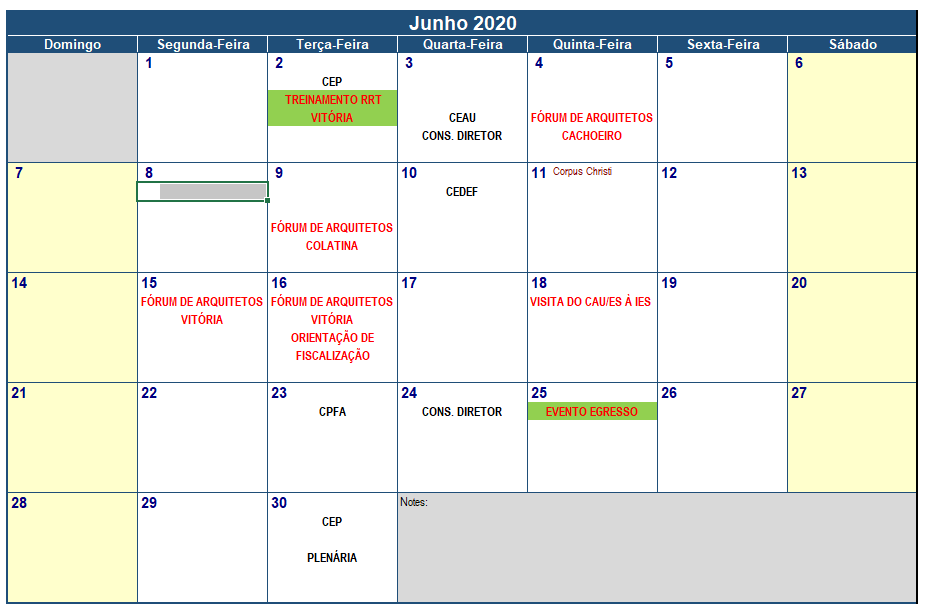 Junho 2020
Domingo Segunda-Feira Terça-Feira Quarta-Feira Quinta-Feira Sexta-Feira Sábado
1 2 3 4 5 6
CEP
TREINAMENTO RRT
VITÓRIA CEAU FÓRUM DE ARQUITETOS
CONS. DIRETOR CACHOEIRO
7 8 9 10 11 Corpus Christi 12 13
CEDEF
FÓRUM DE ARQUITETOS
COLATINA
14 15 16 17 18 19 20
FÓRUM DE ARQUITETOS FÓRUM DE ARQUITETOS VISITA DO CAU/ES À IES
VITÓRIA VITÓRIA
ORIENTAÇÃO DE
FISCALIZAÇÃO
21 22 23 24 25 26 27
CPFA CONS. DIRETOR EVENTO EGRESSO
28 29 30 Notes:
CEP
PLENÁRIA